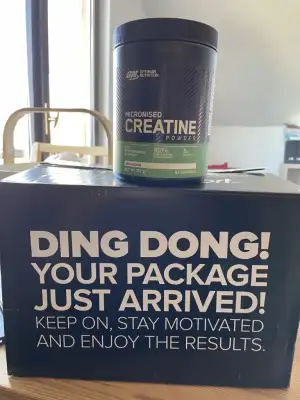 ON OPTIMUM
NUTRITION
MICRONISED
CREATINE
POWDER
DING DONG!
YOUR PACKAGE
JUST ARRIVED!
KEEP ON, STAY MOTIVATED
AND ENJOY THE RESULTS.